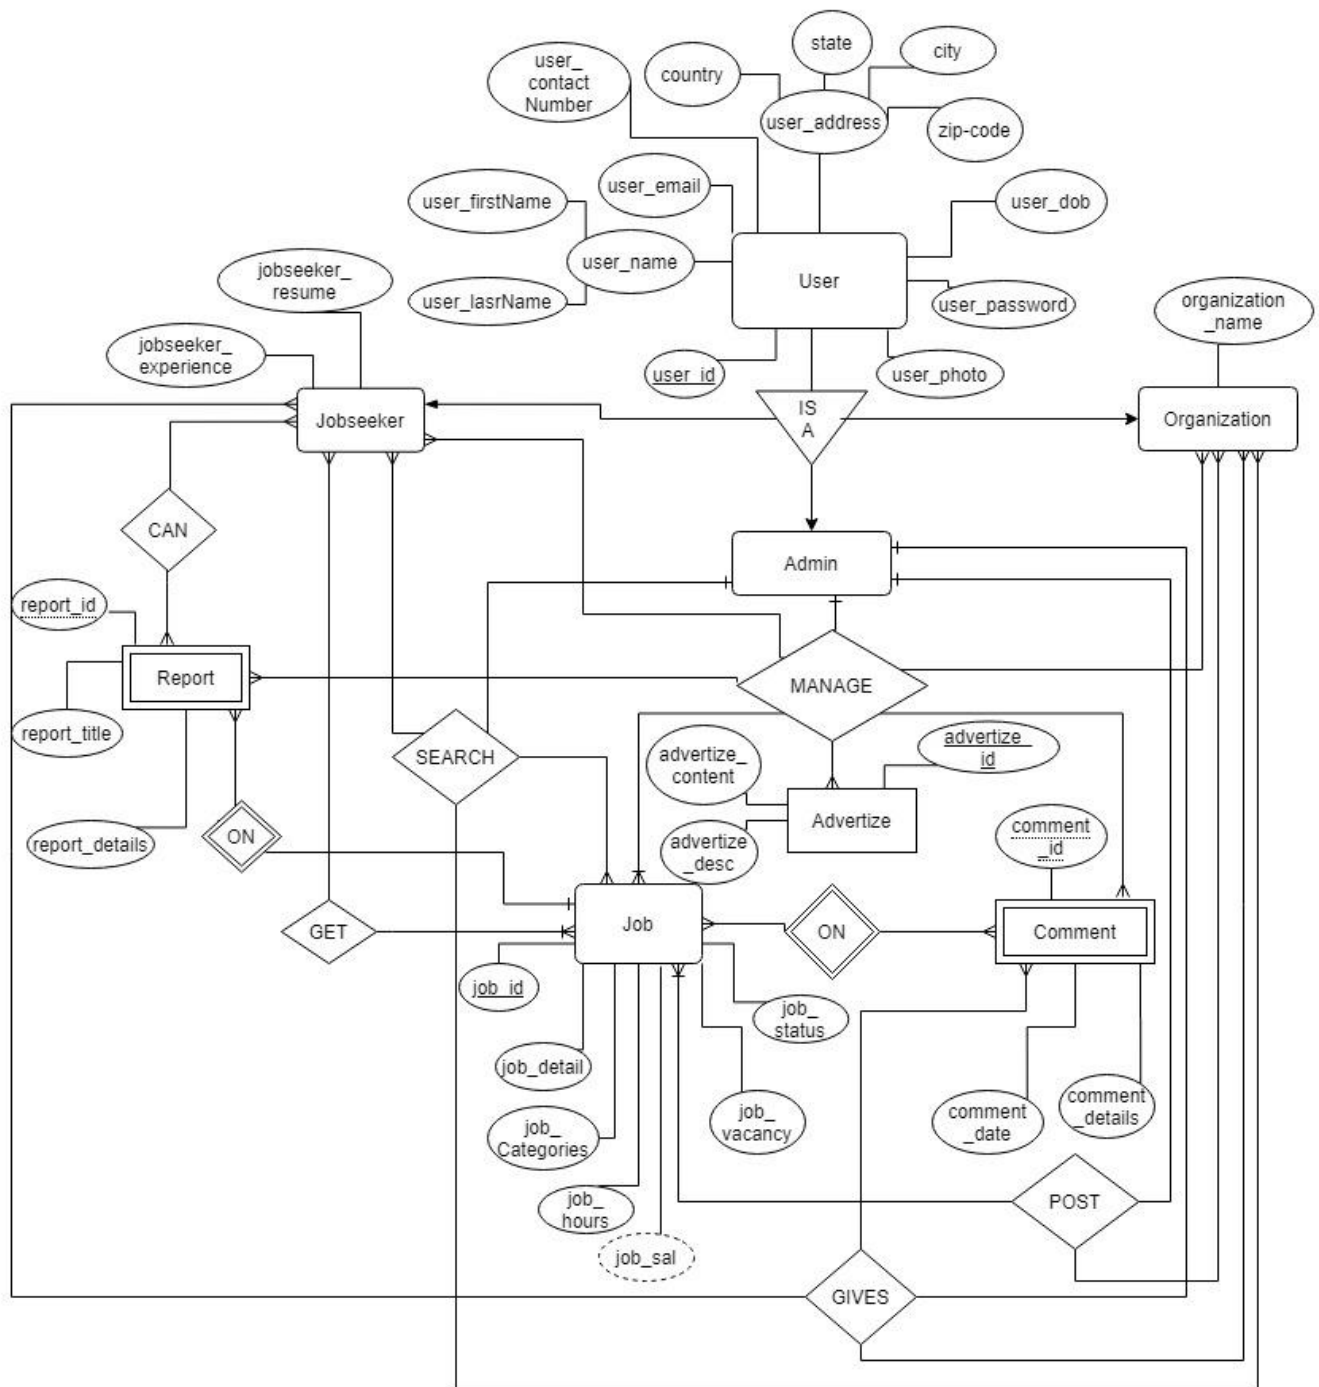 state
city
user_
contact
Number
country
user_address
zip-code
user_email
user_firstName
user_dob
user_name
User
jobseeker_
resume
user_lasrName
user_password
organization
_name
jobseeker_
experience
user_id
user_photo
IS
A
Jobseeker
Organization
CAN
Admin
report_id
Report
MANAGE
report_title
SEARCH
advertize_
content
advertize_
id
Advertize
report_details
ON
advertize
_desc
comment
_id
GET
Job
ON
Comment
job_id
job_
status
job_detail
job_
Categories
job_
vacancy
comment
_date
comment
_details
job_
hours
POST
job_sal
GIVES